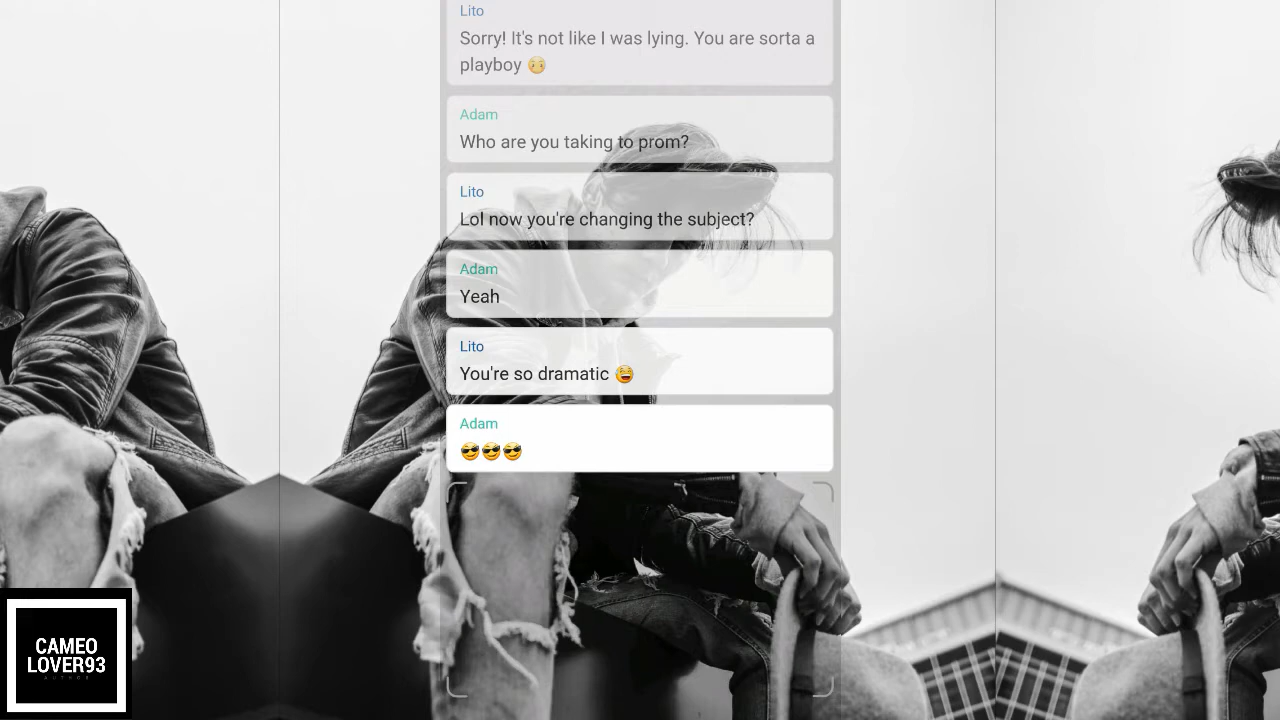 Lito
Sorry! It's not like I was lying. You are sorta a
playboy 😁
Adam
Who are you taking to prom?
Lito
Lol now you're changing the subject?
Adam
Yeah
Lito
You're so dramatic 😅
Adam
😎😎😎
CAMEO
LOVER93
AUTHOR